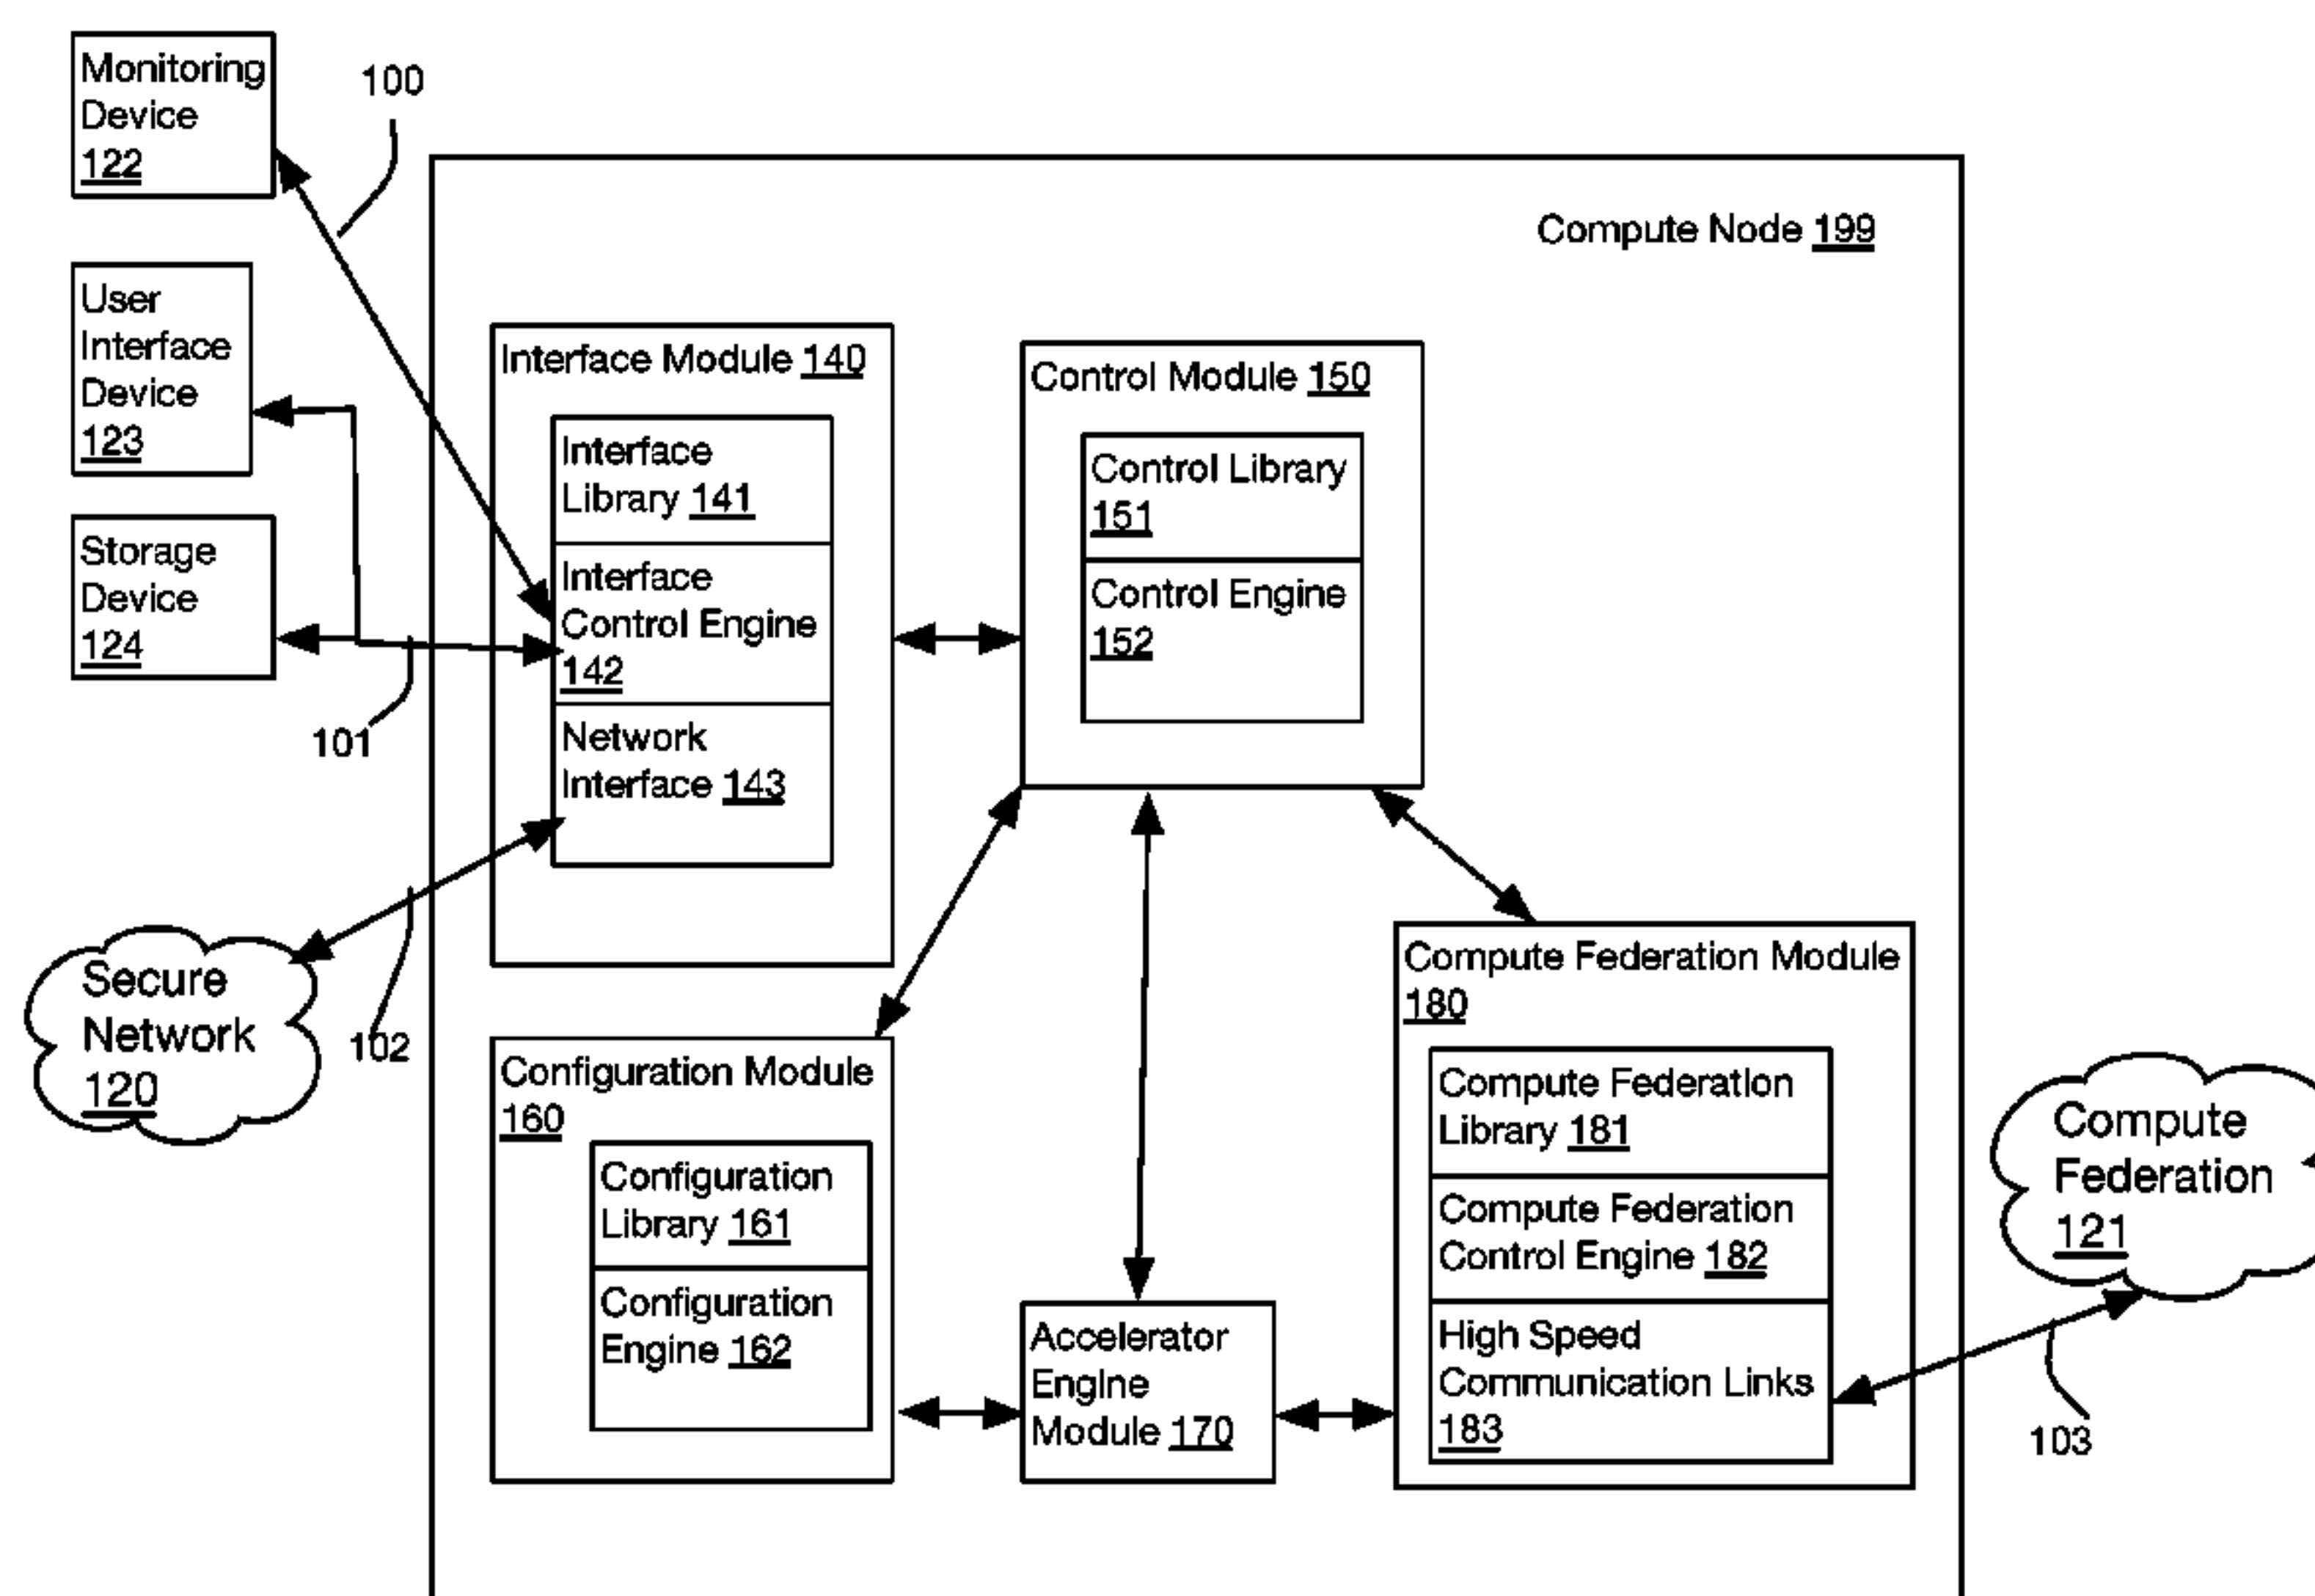 Monitoring
Device
122
100
Compute Node 199
User
Interface
Device
123
Storage
Device
124
101
Interface Module 140
Interface
Library 141
Interface
Control Engine
142
Network
Interface 143
Control Module 150
Control Library
151
Control Engine
152
Secure
Network
120
102
Configuration Module
160
Configuration
Library 161
Configuration
Engine 162
Accelerator
Engine
Module 170
Compute Federation Module
180
Compute Federation
Library 181
Compute Federation
Control Engine 182
High Speed
Communication Links
183
Compute
Federation
121
103